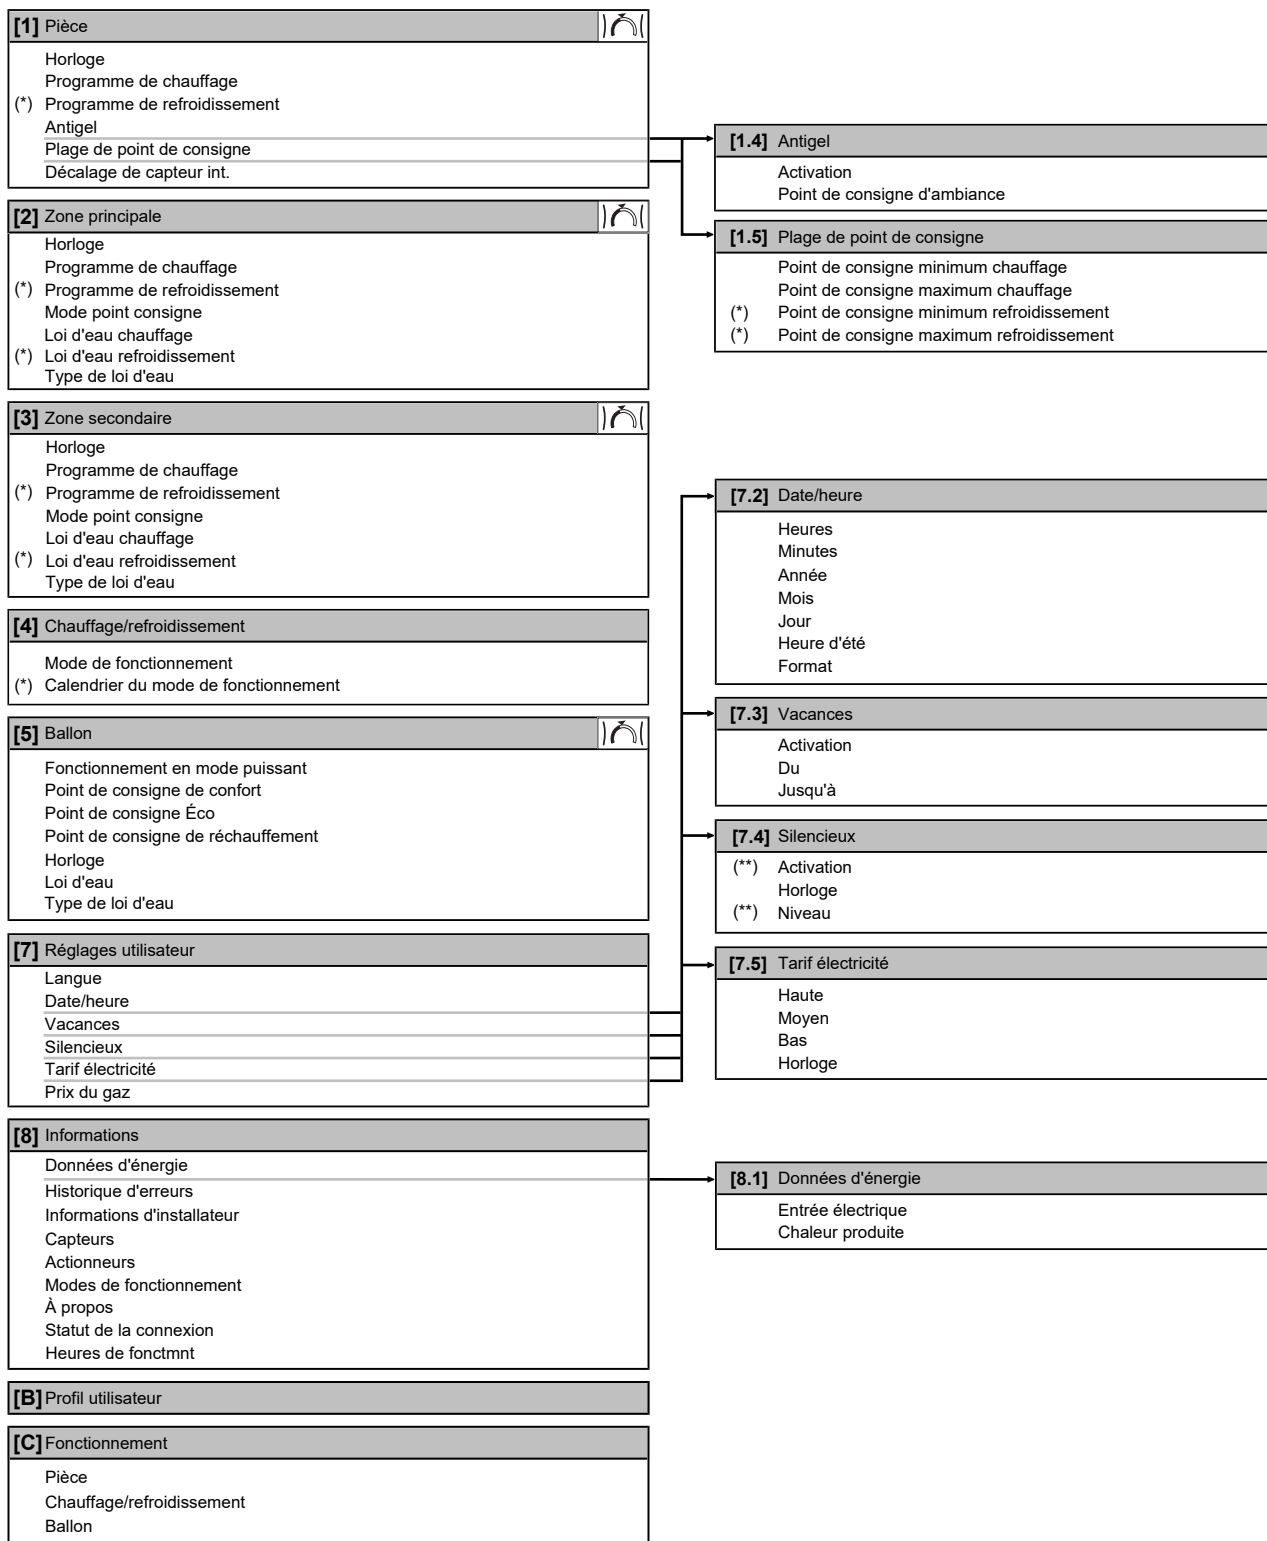 [1] Pièce
Horloge
Programme de chauffage
(*) Programme de refroidissement
Antigel
Plage de point de consigne
Décalage de capteur int.
[1.4] Antigel
Activation
Point de consigne d'ambiance
[1.5] Plage de point de consigne
Point de consigne minimum chauffage
Point de consigne maximum chauffage
(*) Point de consigne minimum refroidissement
(*) Point de consigne maximum refroidissement
[2] Zone principale
Horloge
Programme de chauffage
(*) Programme de refroidissement
Mode point consigne
Loi d'eau chauffage
(*) Loi d'eau refroidissement
Type de loi d'eau
[3] Zone secondaire
Horloge
Programme de chauffage
(*) Programme de refroidissement
Mode point consigne
Loi d'eau chauffage
(*) Loi d'eau refroidissement
Type de loi d'eau
[4] Chauffage/refroidissement
Mode de fonctionnement
(*) Calendrier du mode de fonctionnement
[5] Ballon
Fonctionnement en mode puissant
Point de consigne de confort
Point de consigne Éco
Point de consigne de réchauffement
Horloge
Loi d'eau
Type de loi d'eau
[7] Réglages utilisateur
Langue
Date/heure
Vacances
Silencieux
Tarif électricité
Prix du gaz
[7.2] Date/heure
Heures
Minutes
Année
Mois
Jour
Heure d'été
Format
[7.3] Vacances
Activation
Du
Jusqu'à
[7.4] Silencieux
(**) Activation
Horloge
(**) Niveau
[7.5] Tarif électricité
Haute
Moyen
Bas
Horloge
[8] Informations
Données d'énergie
Historique d'erreurs
Informations d'installateur
Capteurs
Actionneurs
Modes de fonctionnement
À propos
Statut de la connexion
Heures de fonctmnt
[8.1] Données d'énergie
Entrée électrique
Chaleur produite
[B] Profil utilisateur
[C] Fonctionnement
Pièce
Chauffage/refroidissement
Ballon